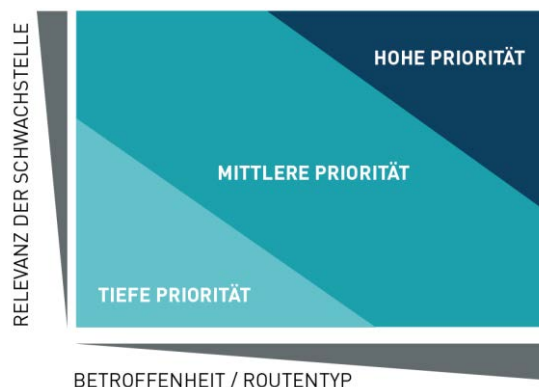 RELEVANZ DER SCHWACHSTELLE
HOHE PRIORITÄT
MITTLERE PRIORITÄT
TIEFE PRIORITÄT
BETROFFENHEIT / ROUTENTYP